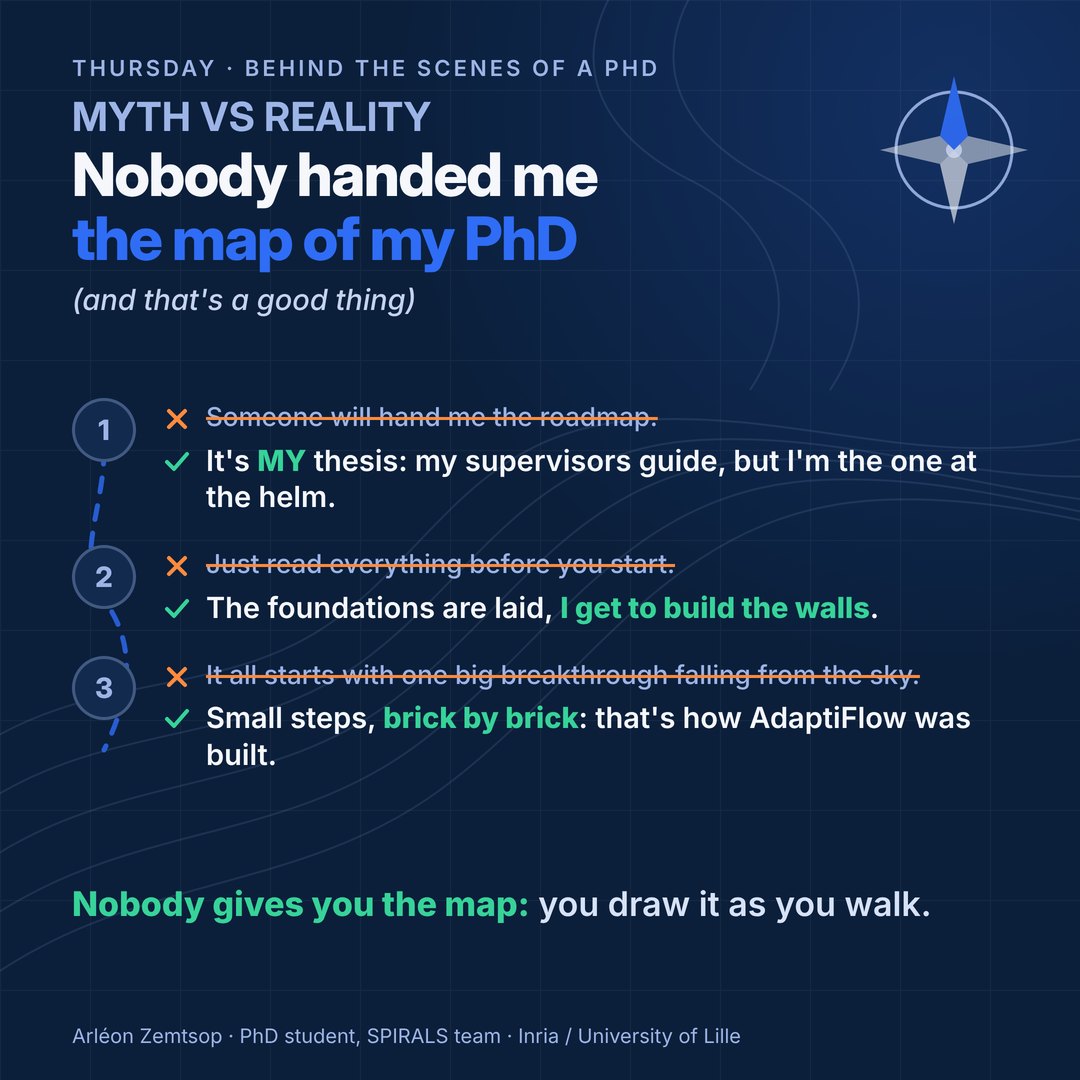 THURSDAY · BEHIND THE SCENES OF A PHD
MYTH VS REALITY
Nobody handed me
the map of my PhD
(and that's a good thing)
1
Someone will hand me the roadmap.
It's MY thesis: my supervisors guide, but I'm the one at
the helm.
2
Just read everything before you start.
The foundations are laid, I get to build the walls.
3
It all starts with one big breakthrough falling from the sky.
Small steps, brick by brick: that's how AdaptiFlow was
built.
Nobody gives you the map: you draw it as you walk.
Arléon Zemtsop · PhD student, SPIRALS team · Inria / University of Lille